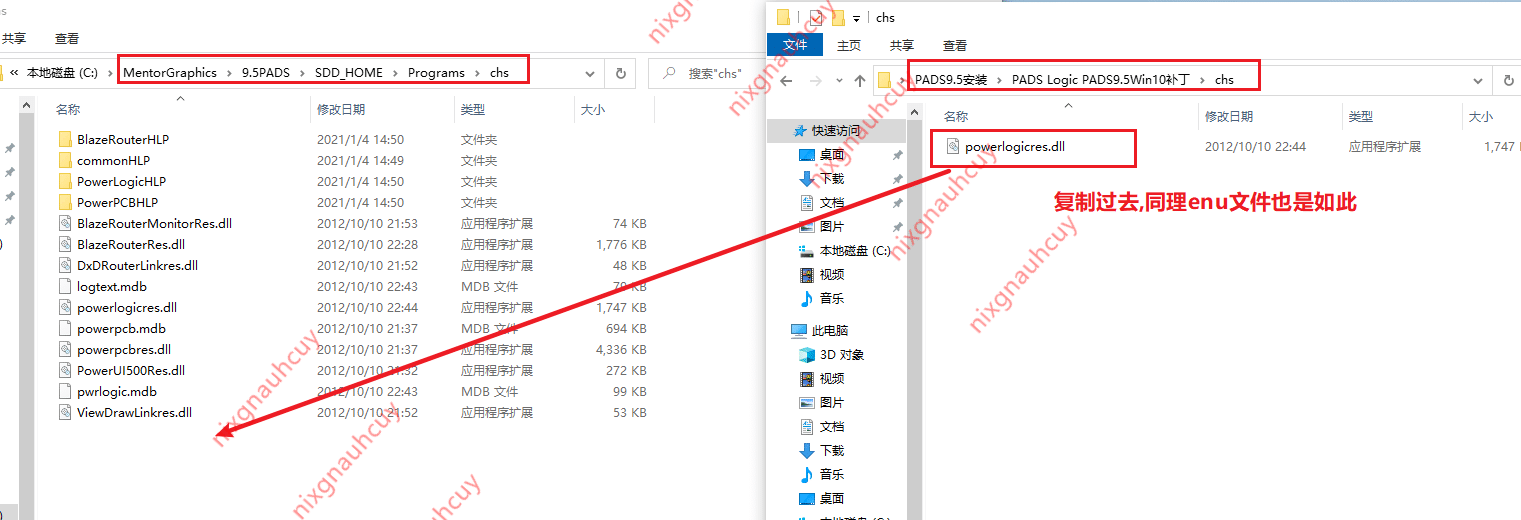 hs
共享 查看
« 本地磁盘 (C:) › MentorGraphics › 9.5PADS › SDD_HOME › Programs › chs
搜索"chs"
名称 修改日期 类型 大小
BlazeRouterHLP 2021/1/4 14:50 文件夹
commonHLP 2021/1/4 14:49 文件夹
PowerLogicHLP 2021/1/4 14:50 文件夹
PowerPCBHLP 2021/1/4 14:50 文件夹
BlazeRouterMonitorRes.dll 2012/10/10 21:53 应用程序扩展 74 KB
BlazeRouterRes.dll 2012/10/10 22:28 应用程序扩展 1,776 KB
DxDRouterLinkres.dll 2012/10/10 21:52 应用程序扩展 48 KB
logtext.mdb 2012/10/10 22:43 MDB 文件 KB
powerlogicres.dll 2012/10/10 22:44 应用程序扩展 1,747 KB
powerpcb.mdb 2012/10/10 21:37 MDB 文件 694 KB
powerpcbres.dll 2012/10/10 21:37 应用程序扩展 4,336 KB
PowerUI500Res.dll 2012/10/10 应用程序扩展 272 KB
pwrlogic.mdb 2012/10/10 22:43 MDB 文件 99 KB
ViewDrawLinkres.dll 2012/10/10 21:52 应用程序扩展 53 KB
chs
文件 主页 共享 查看
PADS9.5安装 › PADS Logic PADS9.5Win10补丁 › chs
名称 修改日期 类型 大小
powerlogicres.dll 2012/10/10 22:44 应用程序扩展 1,747
复制过去,同理enu文件也是如此
快速访问
桌面
下载
文档
图片
本地磁盘 (C:)
视频
音乐
此电脑
3D 对象
视频
图片
文档
下载
音乐
桌面
本地磁盘 (C:)
nixgnauhcuy
nixgnauhcuy
nixgnauhcuy
nixgnauhcuy
nixgnauhcuy
nixgnauhcuy
nixgnauhcuy
nixgnauhcuy